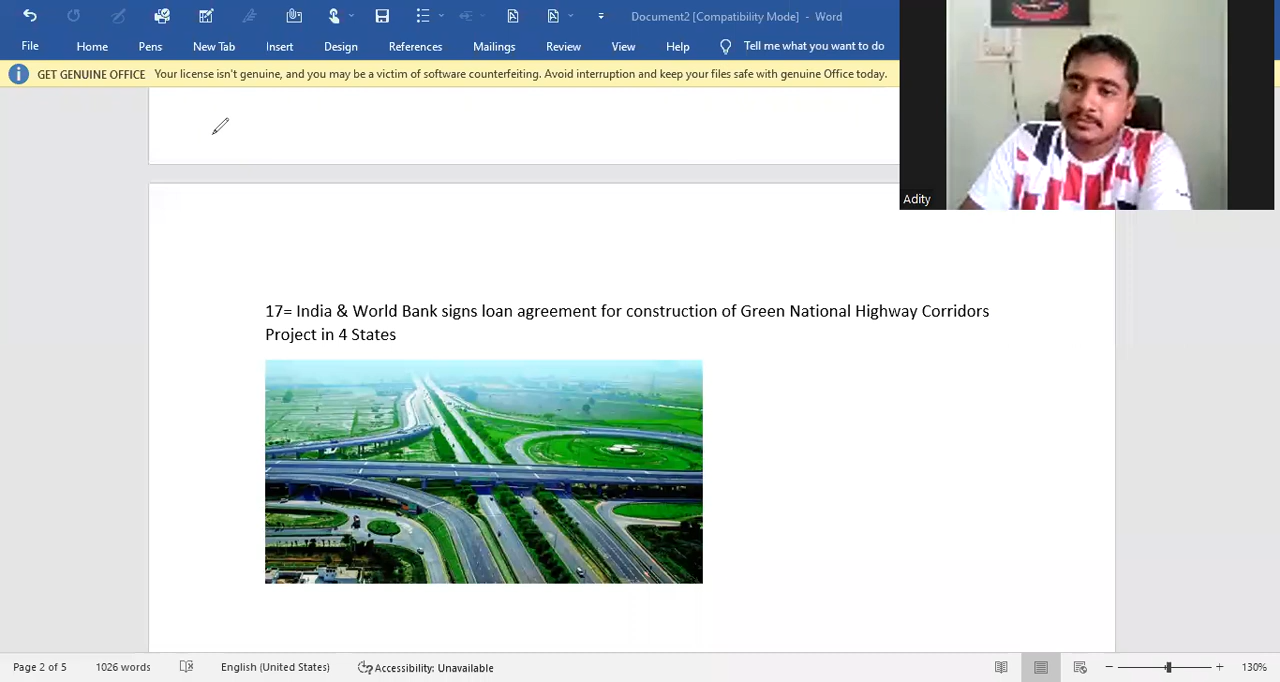 Document2 [Compatibility Mode] - Word
File Home Pens New Tab Insert Design References Mailings Review View Help Tell me what you want to do
GET GENUINE OFFICE Your license isn't genuine, and you may be a victim of software counterfeiting. Avoid interruption and keep your files safe with genuine Office today.
Adity
17= India & World Bank signs loan agreement for construction of Green National Highway Corridors
Project in 4 States
Page 2 of 5 1026 words English (United States) Accessibility: Unavailable 130%